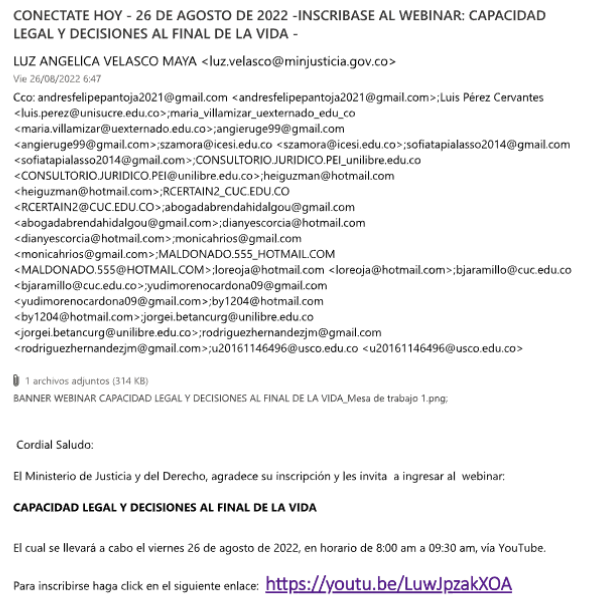 CONECTATE HOY - 26 DE AGOSTO DE 2022 -INSCRIBASE AL WEBINAR: CAPACIDAD
LEGAL Y DECISIONES AL FINAL DE LA VIDA -
LUZ ANGELÍCA VELASCO MAYA <luz.velasco@minjusticia.gov.co>
Vie 26/08/2022 6:47
Cco: andresfelipepantoja2021@gmail.com <andresfelipepantoja2021@gmail.com>;Luis Pérez Cervantes
<luis.perez@unisucre.edu.co>;maria_villamizar_uexternado_edu_co
<maria.villamizar@uexternado.edu.co>;angieruge99@gmail.com
<angieruge99@gmail.com>;szamora@icesi.edu.co <szamora@icesi.edu.co>;sofiatapialasso2014@gmail.com
<sofiatapialasso2014@gmail.com>;CONSULTORIO.JURIDICO.PEI_unilibre.edu.co
<CONSULTORIO.JURIDICO.PEI@unilibre.edu.co>;heiguzman@hotmail.com
<heiguzman@hotmail.com>;RCERTAIN2_CUC.EDU.CO
<RCERTAIN2@CUC.EDU.CO>;abogadabrendahidalgou@gmail.com
<abogadabrendahidalgou@gmail.com>;dianyescorcia@hotmail.com
<dianyescorcia@hotmail.com>;monicahrios@gmail.com
<monicahrios@gmail.com>;MALDONADO.555_HOTMAIL.COM
<MALDONADO.555@HOTMAIL.COM>;loreoja@hotmail.com <loreoja@hotmail.com>;bjaramillo@cuc.edu.co
<bjaramillo@cuc.edu.co>;yudimorenocardona09@gmail.com
<yudimorenocardona09@gmail.com>;by1204@hotmail.com
<by1204@hotmail.com>;jorgei.betancurg@unilibre.edu.co
<jorgei.betancurg@unilibre.edu.co>;rodriguezhernandezjm@gmail.com
<rodriguezhernandezjm@gmail.com>;u20161146496@usco.edu.co <u20161146496@usco.edu.co>
1 archivos adjuntos (314 KB)
BANNER WEBINAR CAPACIDAD LEGAL Y DECISIONES AL FINAL DE LA VIDA_Mesa de trabajo 1.png;
Cordial Saludo:
El Ministerio de Justicia y del Derecho, agradece su inscripción y les invita a ingresar al webinar:
CAPACIDAD LEGAL Y DECISIONES AL FINAL DE LA VIDA
El cual se llevará a cabo el viernes 26 de agosto de 2022, en horario de 8:00 am a 09:30 am, vía YouTube.
Para inscribirse haga click en el siguiente enlace: https://youtu.be/LuwJpzakXOA